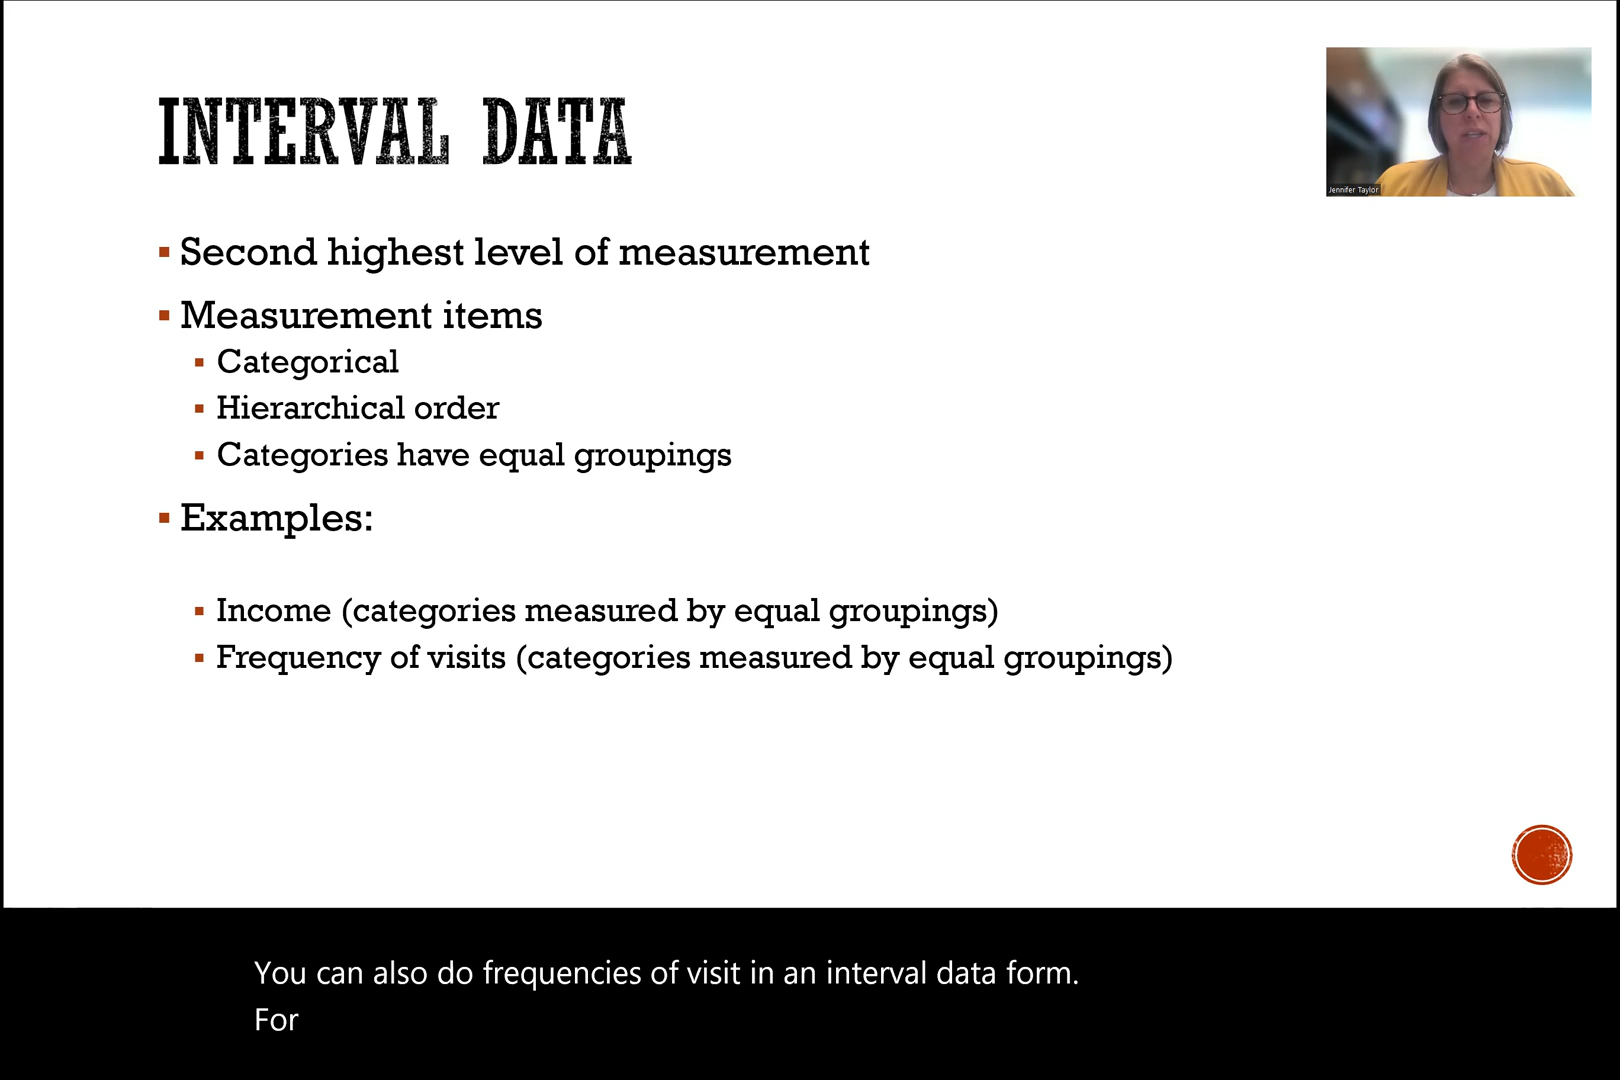 INTERVAL DATA
Jennifer Taylor
Second highest level of measurement
Measurement items
Categorical
Hierarchical order
Categories have equal groupings
Examples:
Income (categories measured by equal groupings)
Frequency of visits (categories measured by equal groupings)
You can also do frequencies of visit in an interval data form.
For